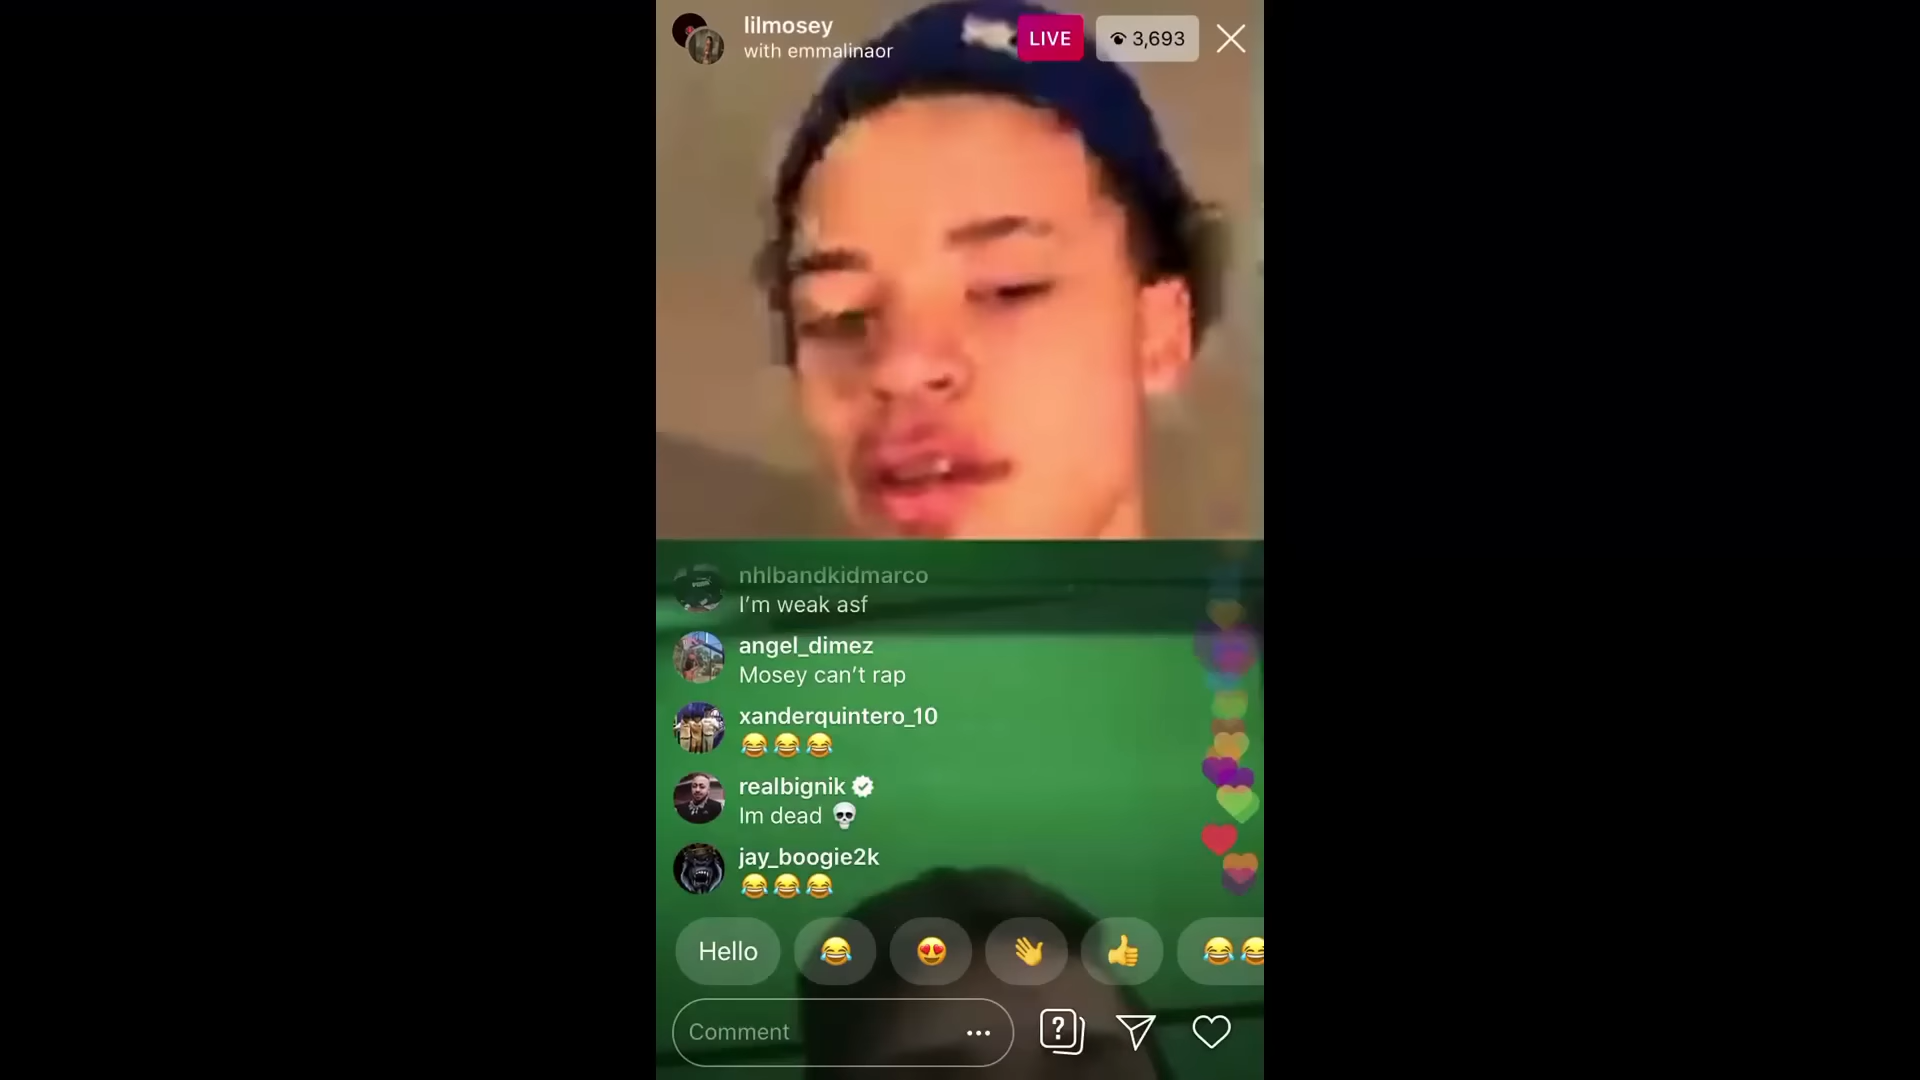 lilmosey
with emmalinaor
LIVE
3,693
nhlbandkidmarco
I'm weak asf
angel_dimez
Mosey can't rap
xanderquintero_10
😂😂😂
realbignik
Im dead 💀
jay_boogie2k
😂😂😂
Hello 😂 😍 👋 👍 😂😂
Comment